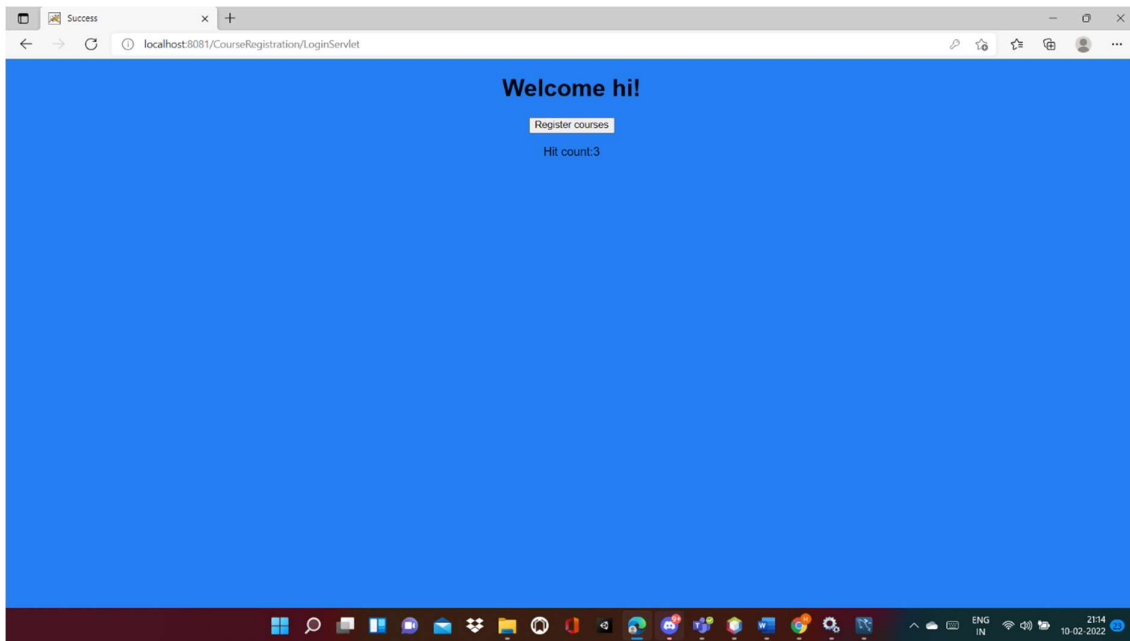 Success
localhost:8081/CourseRegistration/LoginServlet
Welcome hi!
Register courses
Hit count:3
ENG
IN
21:14
10-02-2022
23